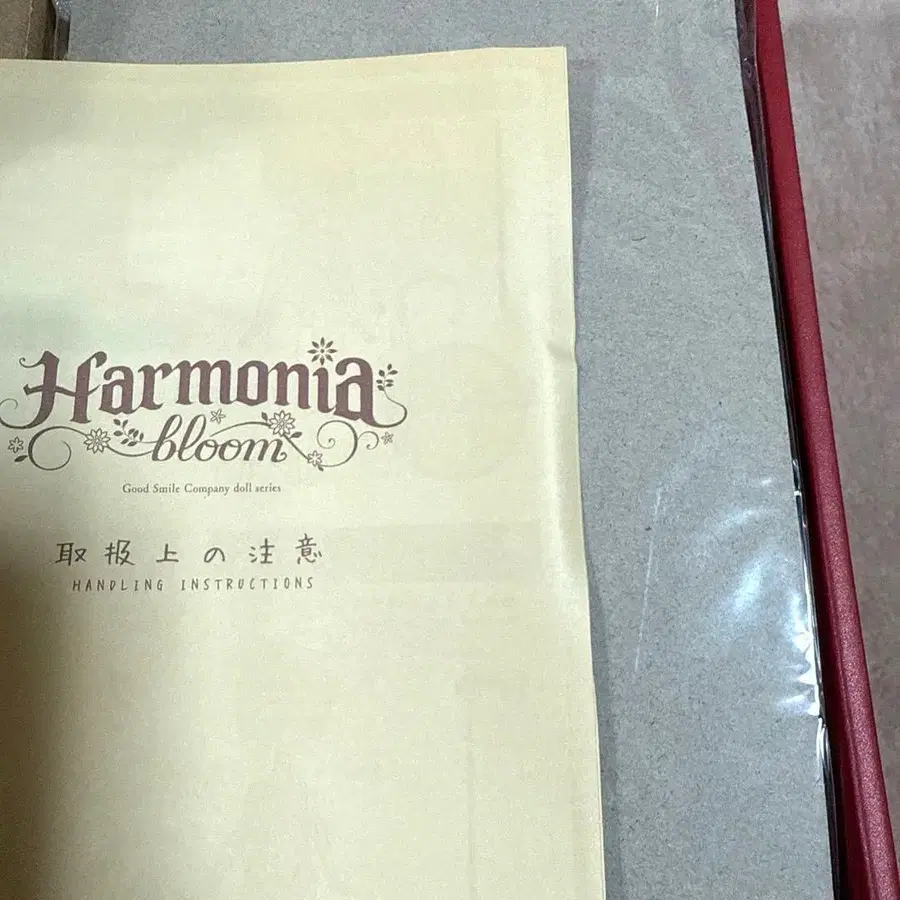 Harmonia
bloom
Good Smile Company doll series
取扱上の注意
HANDLING INSTRUCTIONS